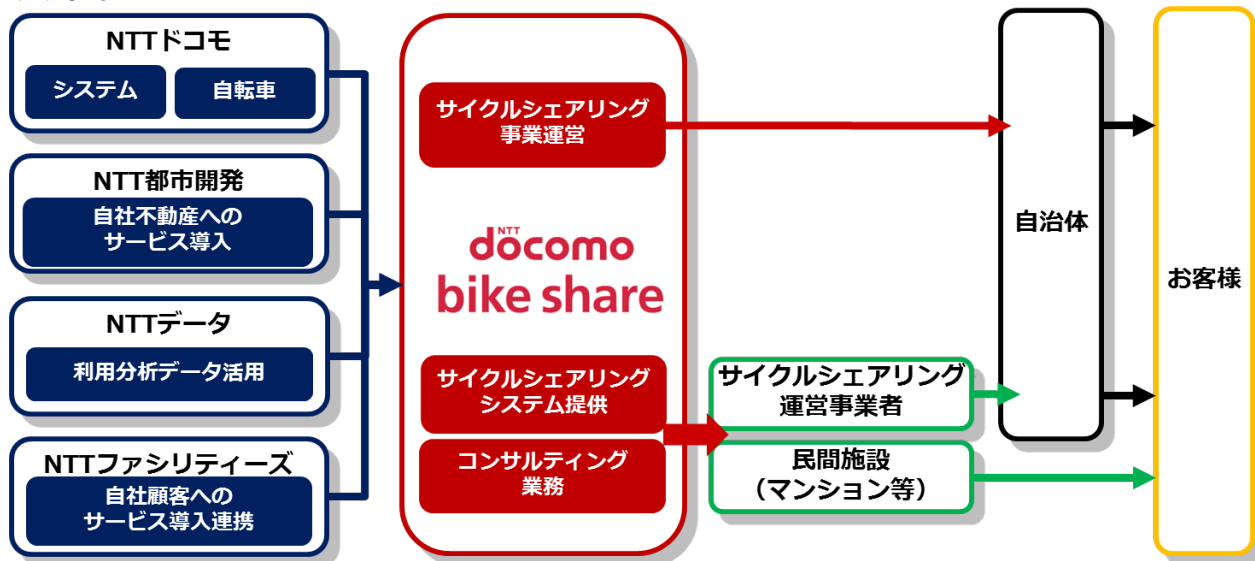 NTTドコモ
システム
自転車
NTT都市開発
自社不動産への
サービス導入
NTTデータ
利用分析データ活用
NTTファシリティーズ
自社顧客への
サービス導入連携
サイクルシェアリング
事業運営
NTT
döcomo
bike share
サイクルシェアリング
システム提供
コンサルティング
業務
サイクルシェアリング
運営事業者
民間施設
（マンション等）
自治体
お客様